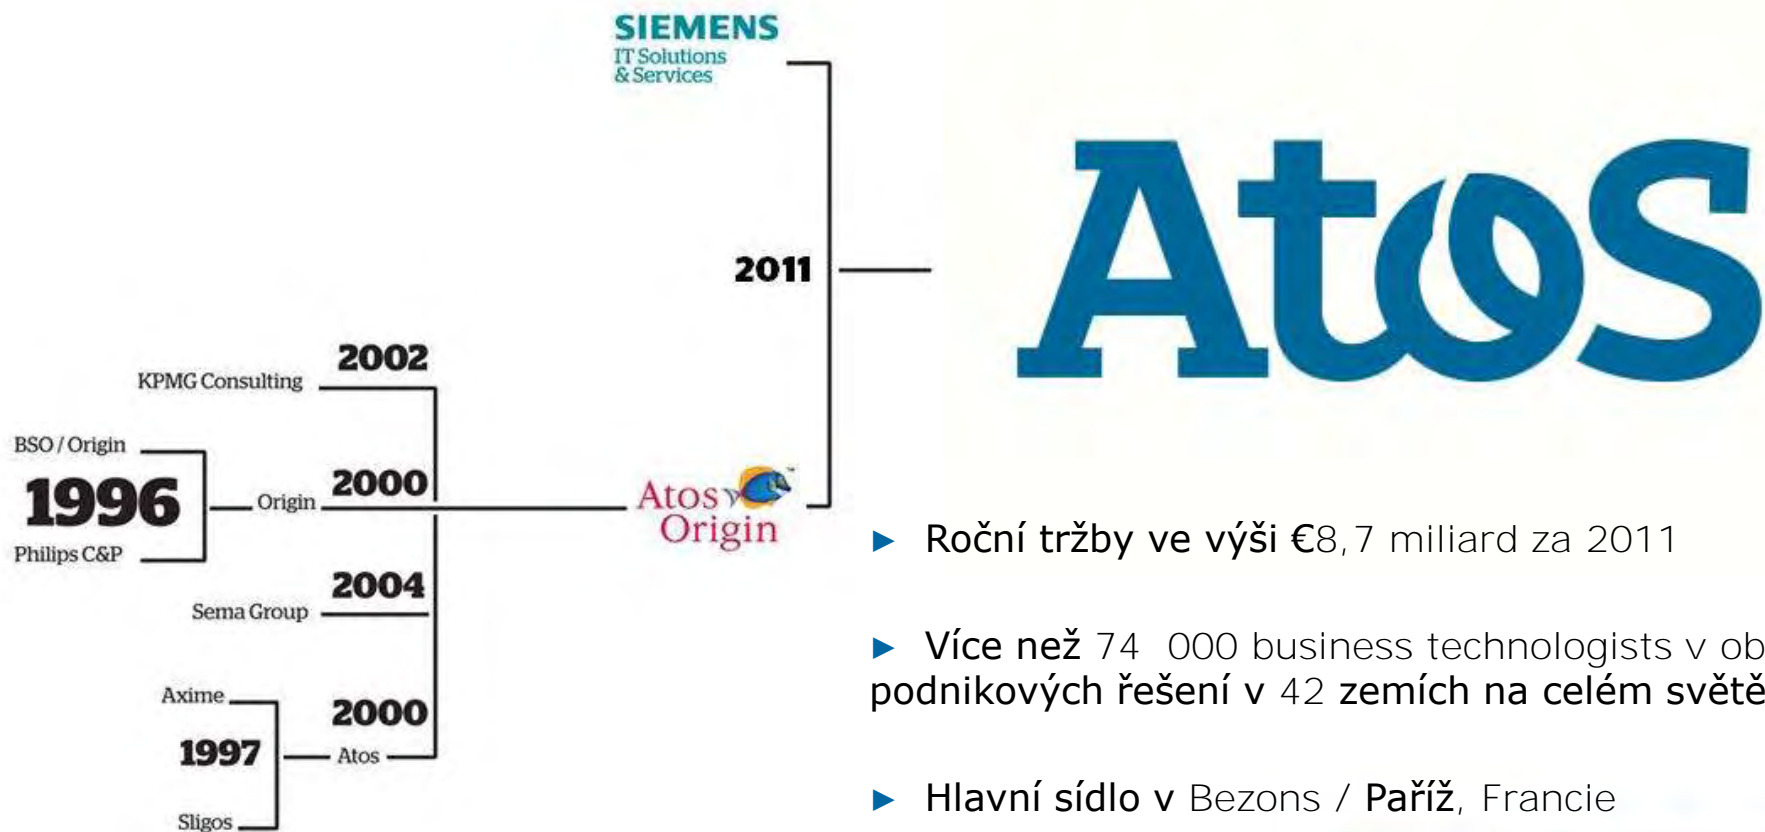 SIEMENS
IT Solutions
& Services
2011
AtoS
2002
KPMG Consulting
BSO / Origin
1996
Origin
2000
Philips C&P
Atos
Origin
2004
Sema Group
Axime
2000
1997
Atos
Sligos
► Roční tržby ve výši €8,7 miliard za 2011
► Více než 74 000 business technologists v ob
podnikových řešení v 42 zemích na celém světě
► Hlavní sídlo v Bezons / Paříž, Francie